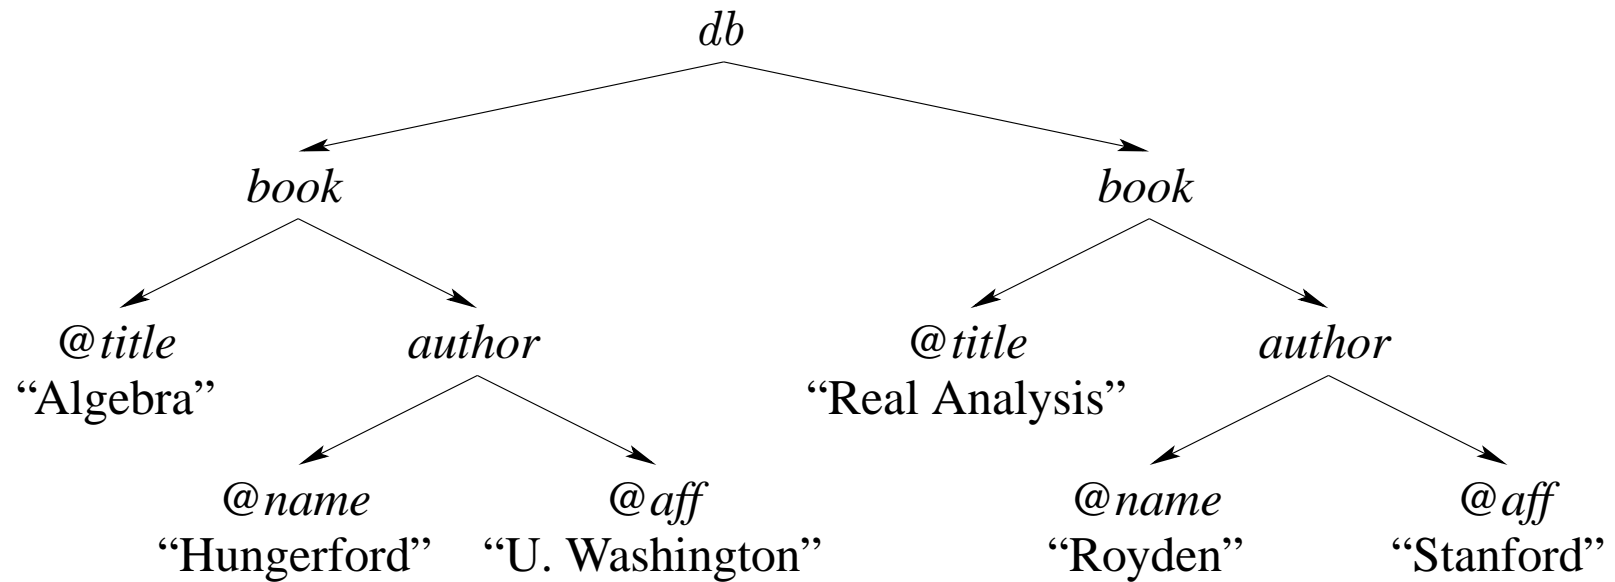 db
book book
@title author @title author
“Algebra” “Real Analysis”
@name @aff @name @aff
“Hungerford” “U. Washington” “Royden” “Stanford”